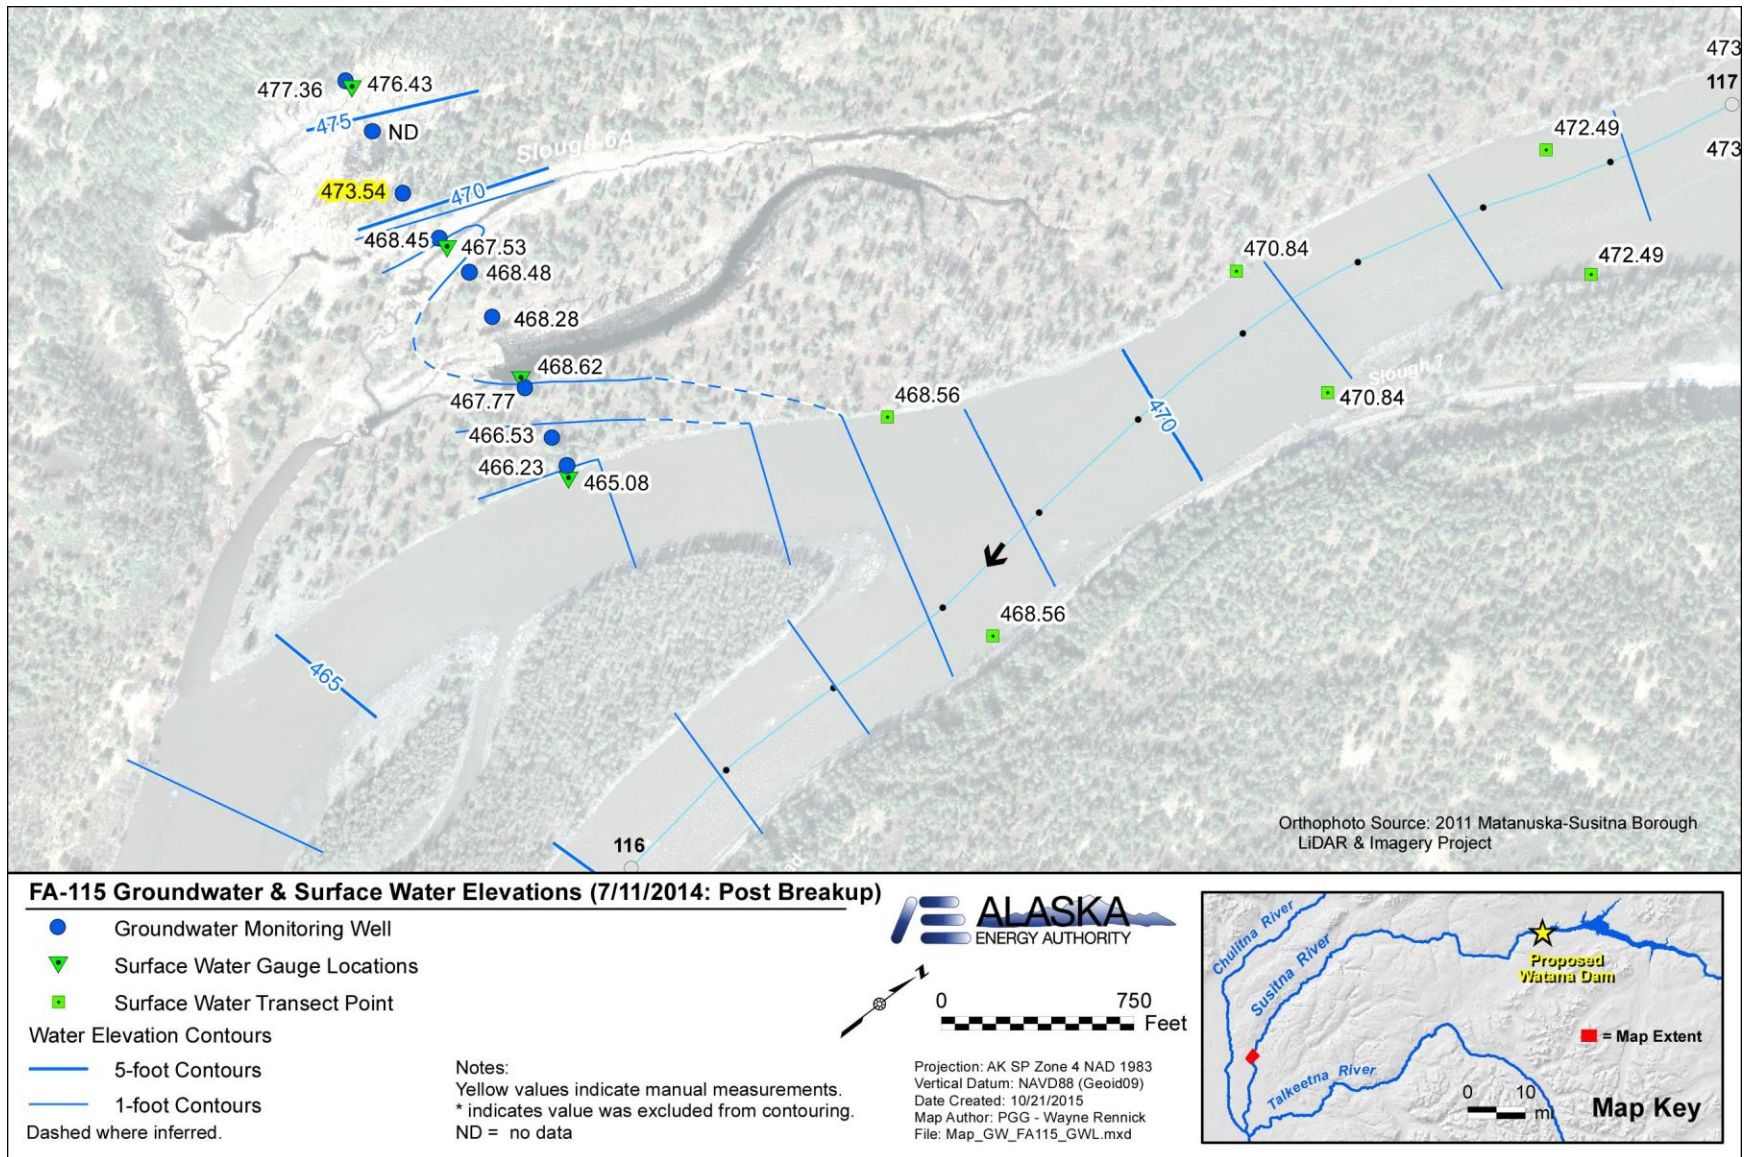 473
117
472.49
473
477.36
476.43
475
ND
Slough 6A
473.54
470
468.45
467.53
468.48
470.84
472.49
468.28
468.62
467.77
468.56
470
Slough 7
470.84
466.53
466.23
465.08
468.56
465
116
Orthophoto Source: 2011 Matanuska-Susitna Borough
LiDAR & Imagery Project
FA-115 Groundwater & Surface Water Elevations (7/11/2014: Post Breakup)
Groundwater Monitoring Well
Surface Water Gauge Locations
Surface Water Transect Point
Water Elevation Contours
5-foot Contours
1-foot Contours
Dashed where inferred.
Notes:
Yellow values indicate manual measurements.
* indicates value was excluded from contouring.
ND = no data
ALASKA
ENERGY AUTHORITY
N
0 750
Feet
Projection: AK SP Zone 4 NAD 1983
Vertical Datum: NAVD88 (Geoid09)
Date Created: 10/21/2015
Map Author: PGG - Wayne Rennick
File: Map_GW_FA115_GWL.mxd
Chulitna River
Susitna River
Proposed
Watana Dam
= Map Extent
Talkeetna River
0 10
mi
Map Key